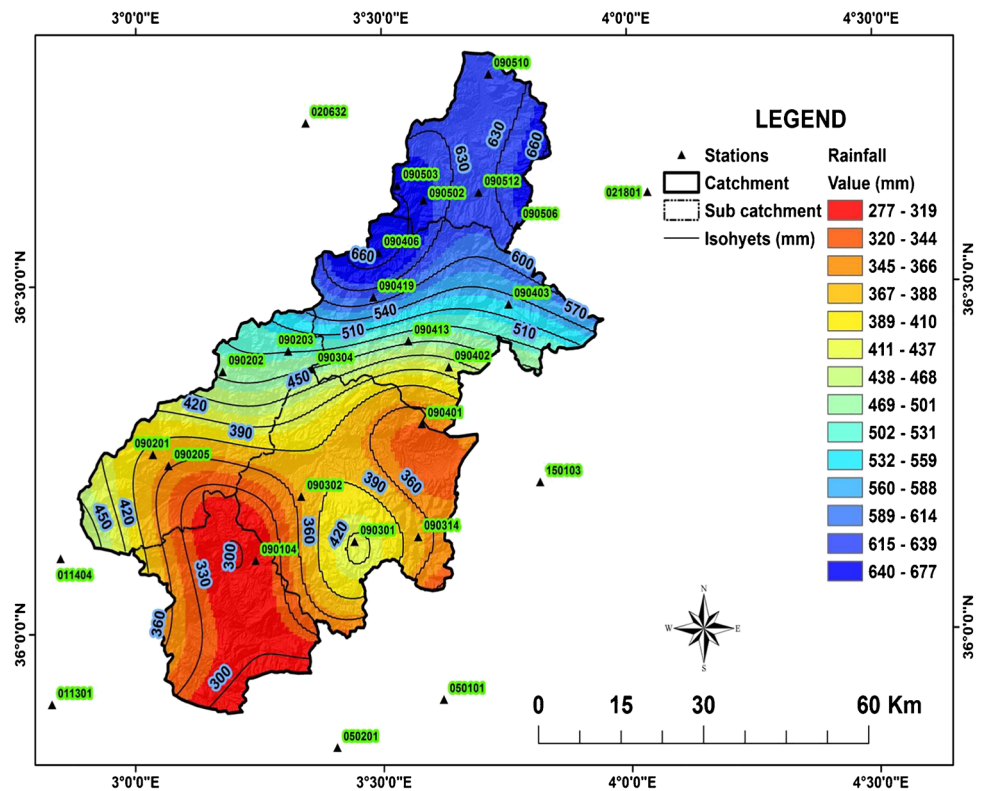 3°0'0"E 3°30'0"E 4°0'0"E 4°30'0"E
090510
020632
LEGEND
Stations
Catchment
Sub catchment
Isohyets (mm)
Rainfall
Value (mm)
277 - 319
320 - 344
345 - 366
367 - 388
389 - 410
411 - 437
438 - 468
469 - 501
502 - 531
532 - 559
560 - 588
589 - 614
615 - 639
640 - 677
630
660
630
090503
090512
090502
021801
090506
090406
660
600
36°30'0"N
36°30'0"N
090419
090403
540
570
510
510
090413
090203
090304
090402
090202
450
420
090401
390
090201
090205
150103
390
360
090302
450
420
360
420
090301
090314
300
090104
330
011404
360
N
W
E
S
36°0'0"N
36°0'0"N
300
011301
050101
050201
0 15 30 60 Km
3°0'0"E 3°30'0"E 4°0'0"E 4°30'0"E